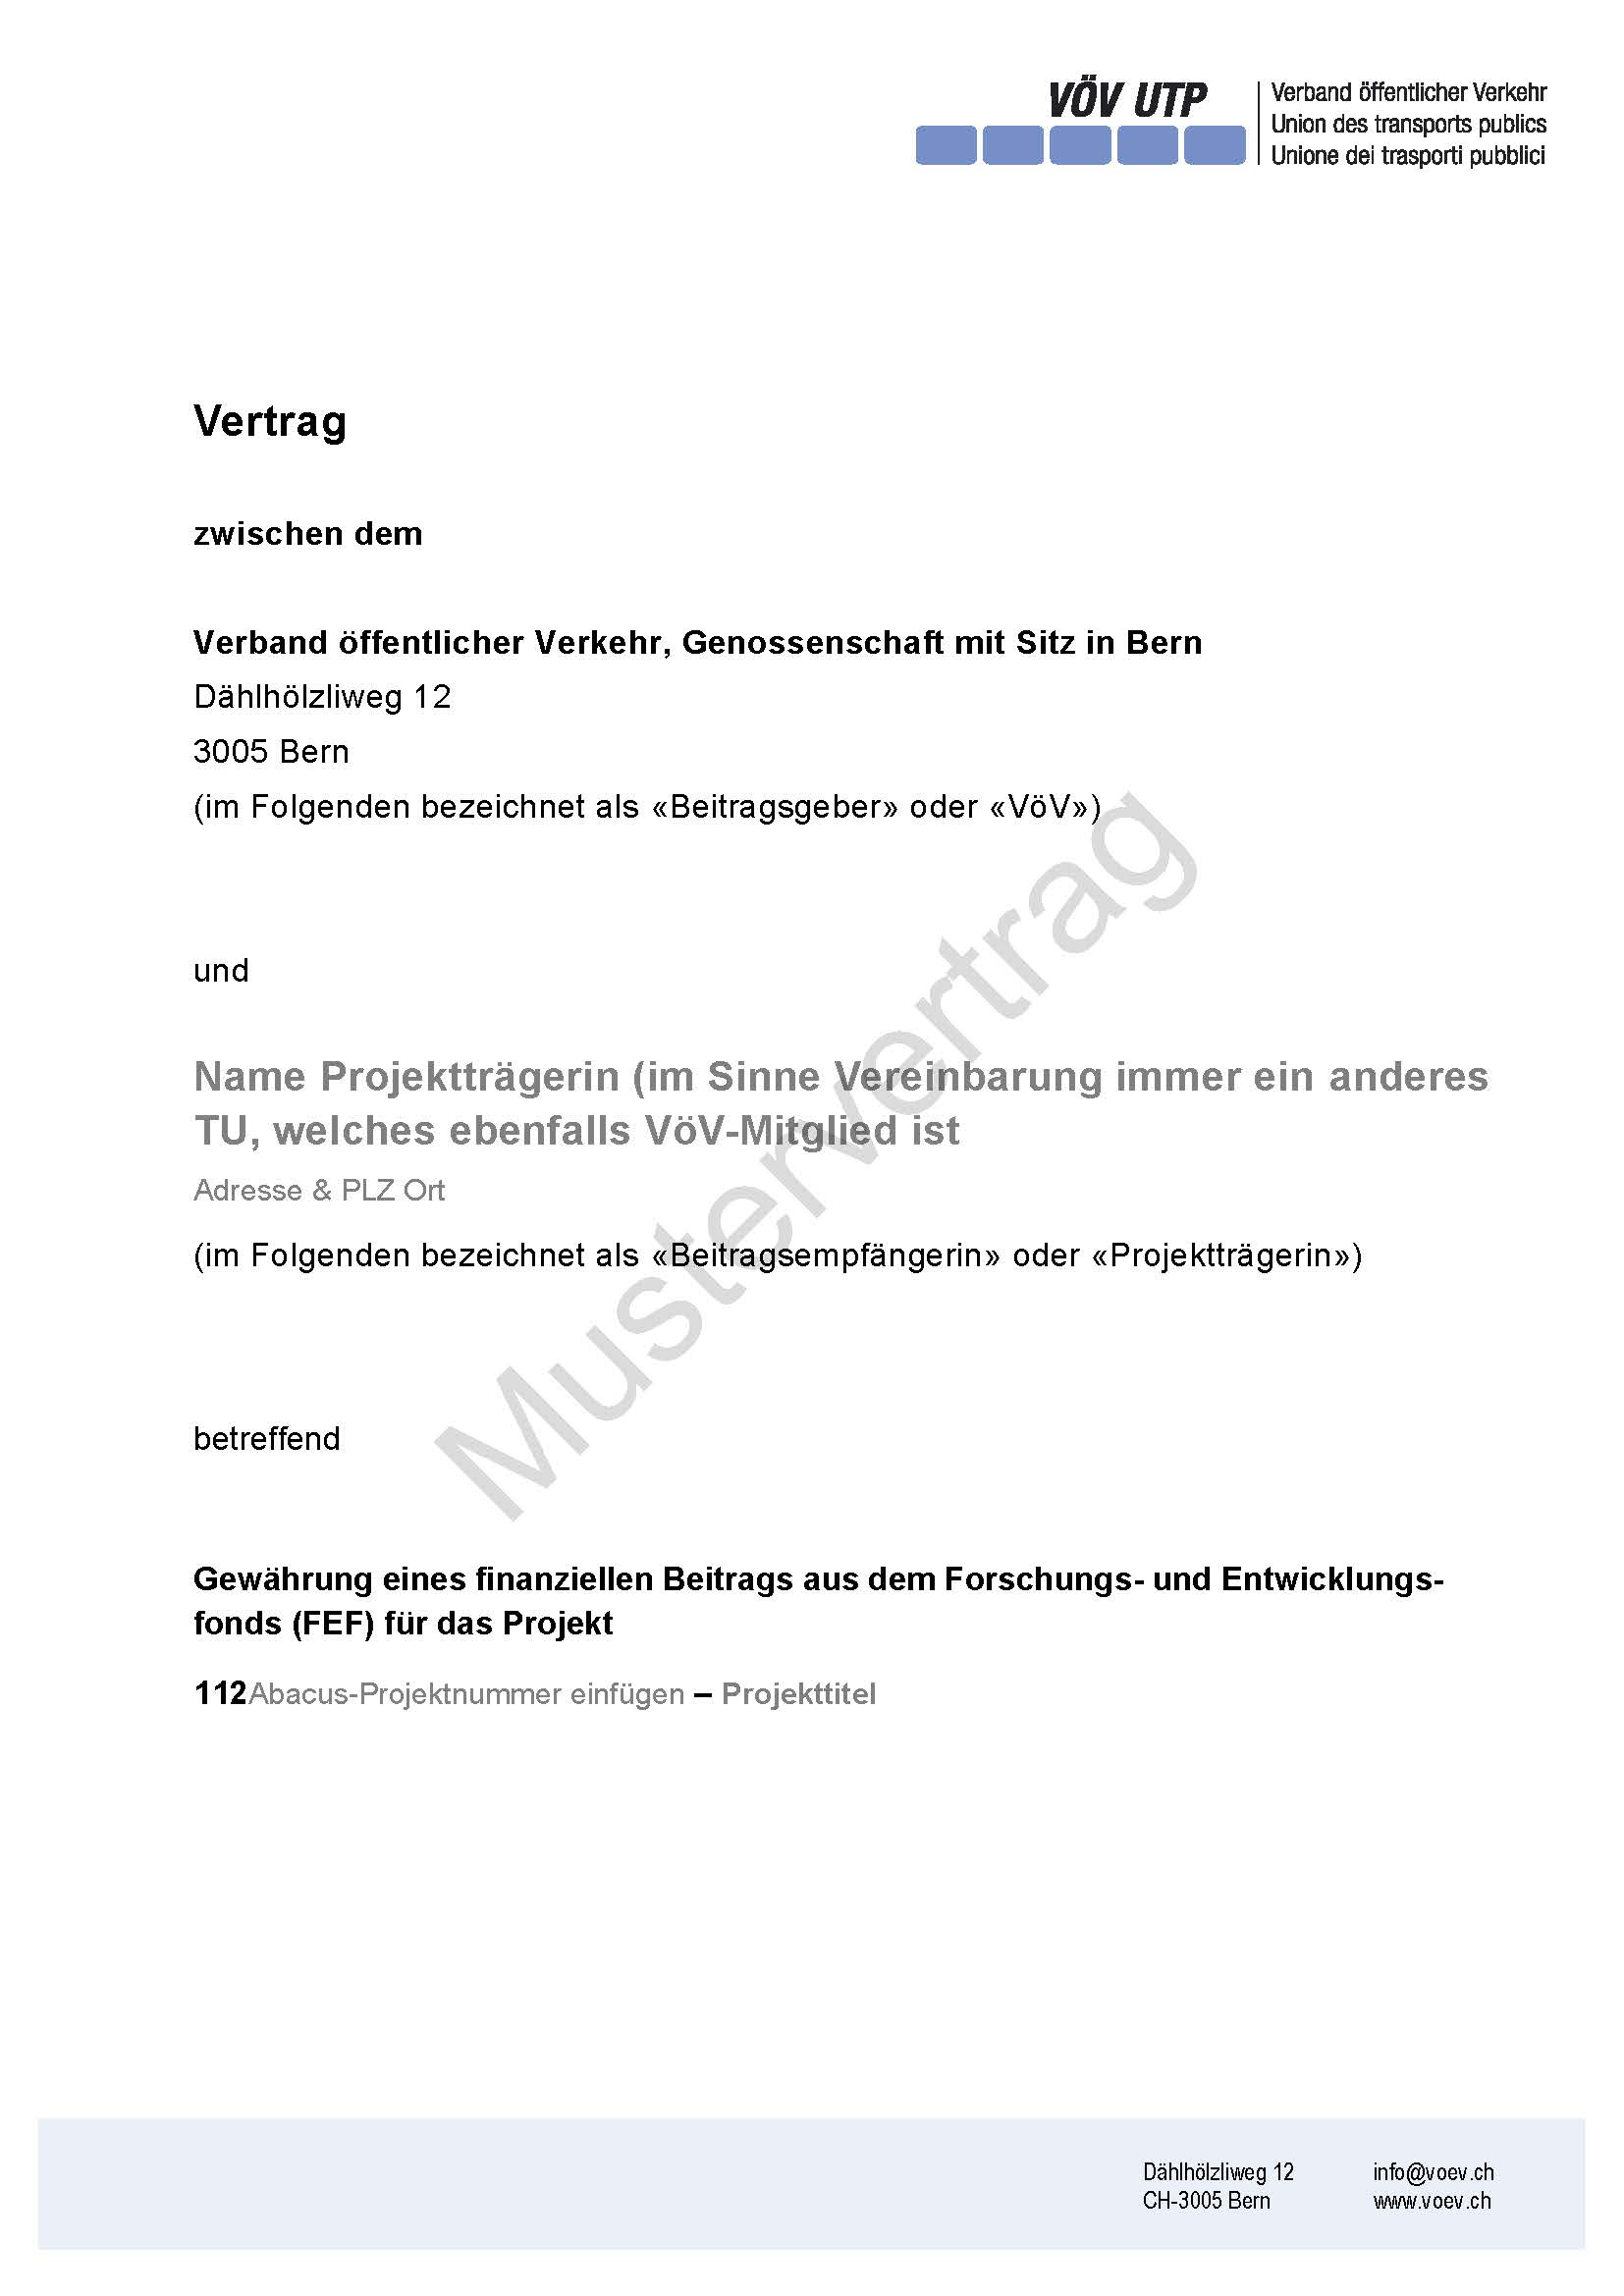 VÖV UTP
Verband öffentlicher Verkehr
Union des transports publics
Unione dei trasporti pubblici
Vertrag
zwischen dem
Verband öffentlicher Verkehr, Genossenschaft mit Sitz in Bern
Dählhölzliweg 12
3005 Bern
(im Folgenden bezeichnet als «Beitragsgeber» oder «VöV»)
und
Name Projektträgerin (im Sinne Vereinbarung immer ein anderes
TU, welches ebenfalls VöV-Mitglied ist
Adresse & PLZ Ort
(im Folgenden bezeichnet als «Beitragsempfängerin» oder «Projektträgerin»)
Mustervertrag
betreffend
Gewährung eines finanziellen Beitrags aus dem Forschungs- und Entwicklungs-
fonds (FEF) für das Projekt
112Abacus-Projektnummer einfügen – Projekttitel
Dählhölzliweg 12 info@voev.ch
CH-3005 Bern www.voev.ch